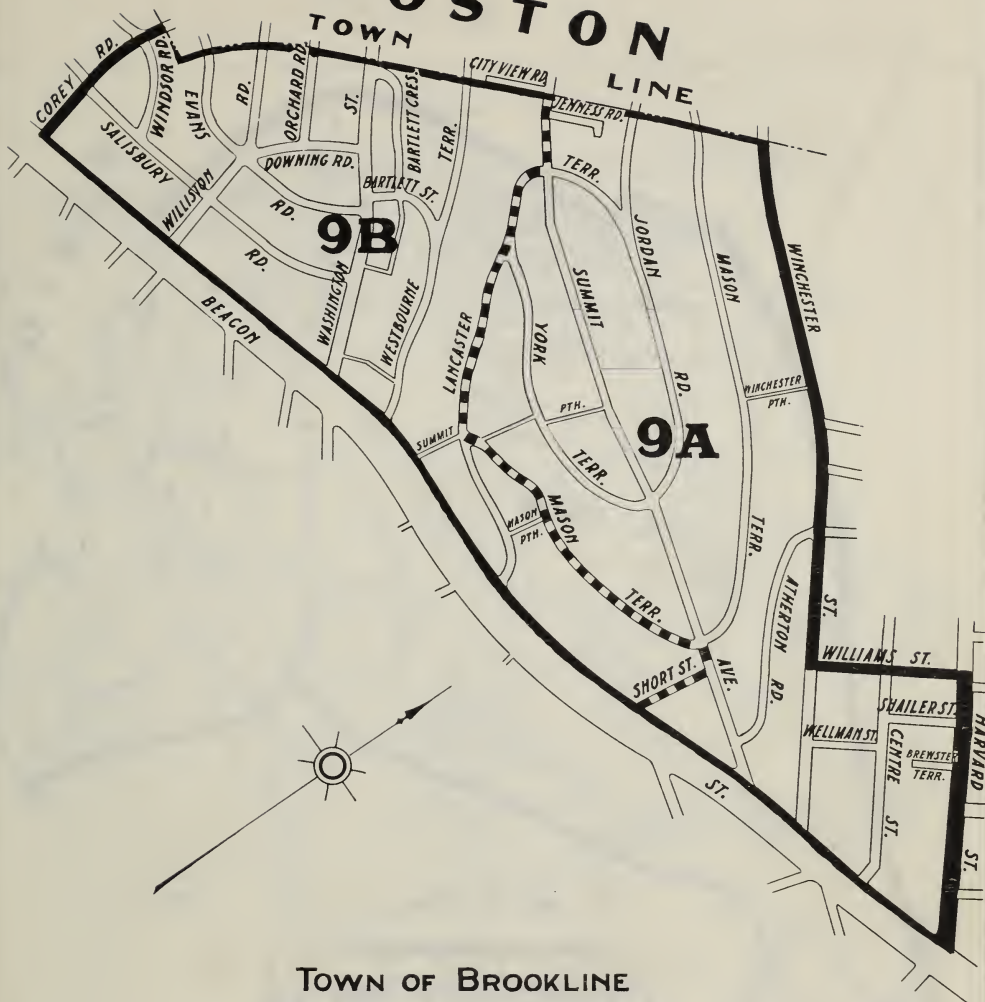 OSTON
TOWN
LINE
CITY VIEW RD.
COREY RD.
WINDSOR RD.
EVANS RD.
ORCHARD RD.
ST.
BARTLETT CRES.
TERR.
JENNESS RD.
SALISBURY
DOWNING RD.
TERR.
WILLISTON
RD.
BARTLETT ST.
RD.
9B
JORDAN
SUMMIT
MASON
WINCHESTER
BEACON
WASHINGTON
WESTBOURNE
LANCASTER
YORK
RD.
WINCHESTER
PTH.
PTH.
SUMMIT
9A
TERR.
MASON
MASON
PTH.
TERR.
TERR.
ATHERTON RD.
ST.
WILLIAMS ST.
SHORT ST.
AVE.
SHAILER ST.
HARVARD
WELLMAN ST.
CENTRE
BREWSTER
TERR.
ST.
ST.
ST.
TOWN OF BROOKLINE